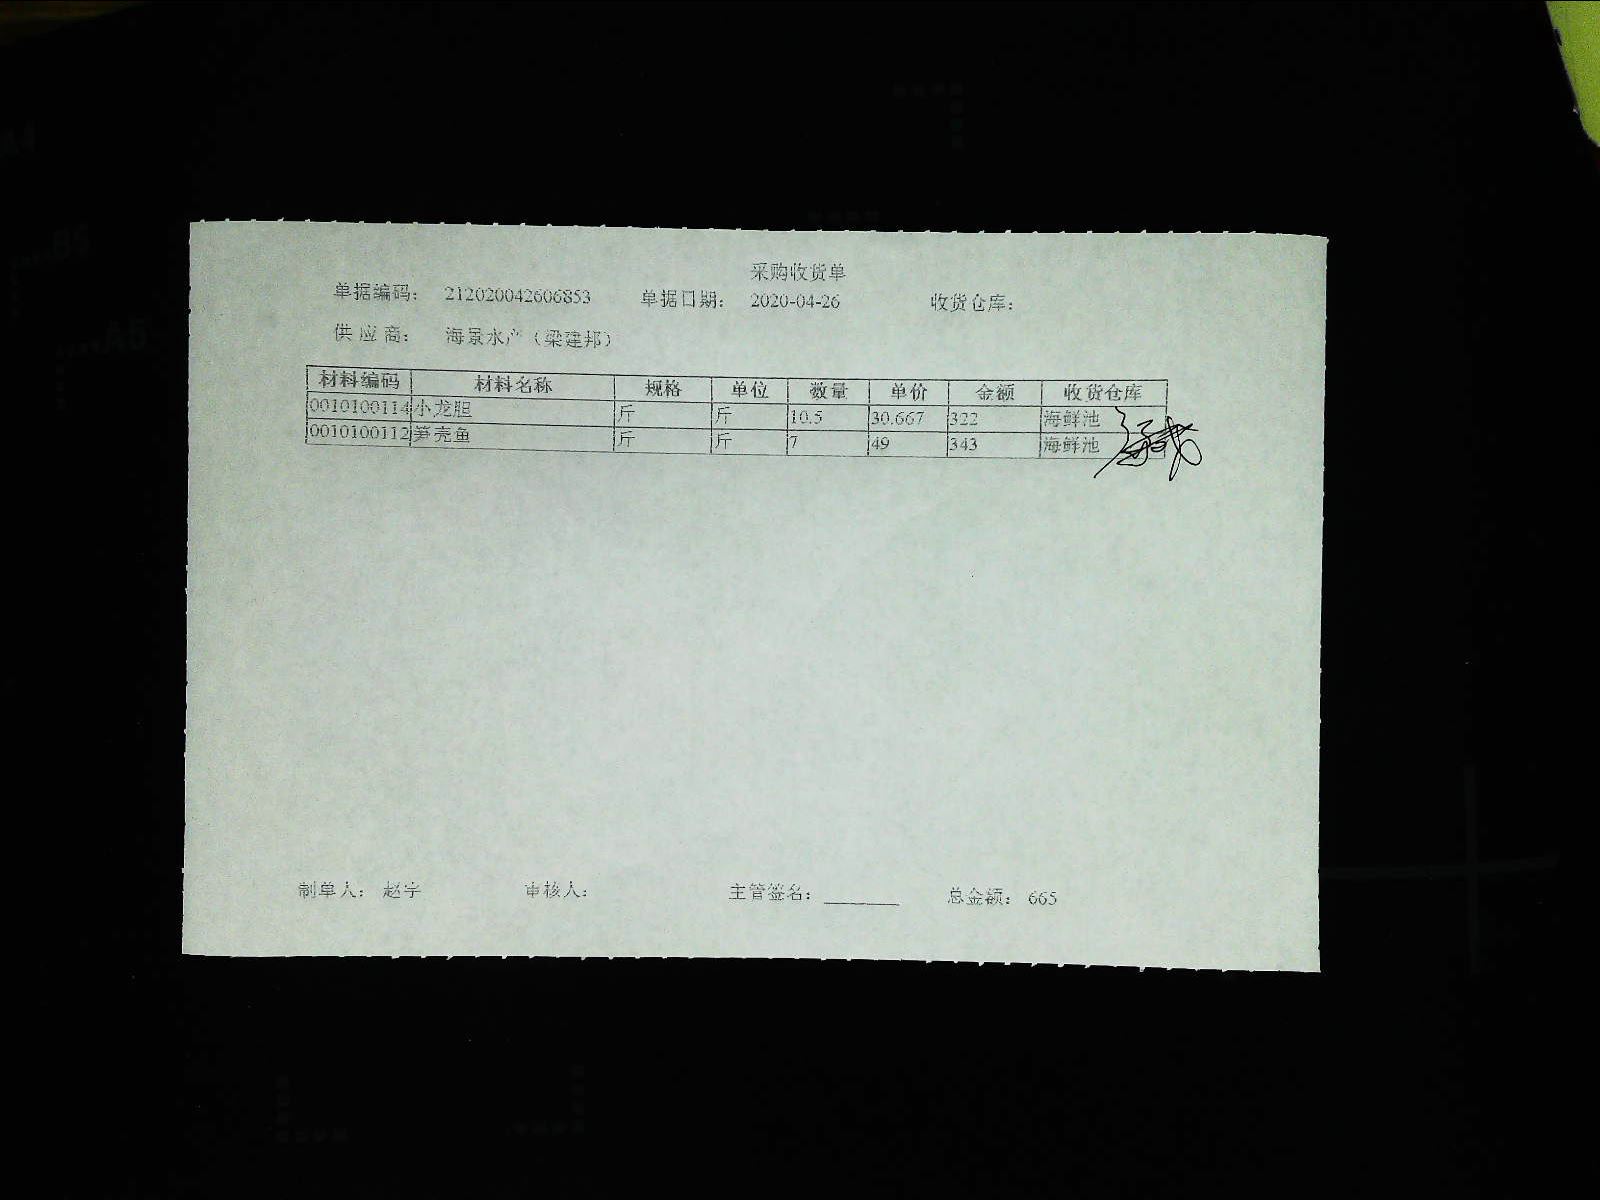 采购收货单
单据编码： 212020042606853 单据日期： 2020-04-26 收货仓库：
供应商： 海景水产（梁建邦）
材料编码 材料名称 规格 单位 数量 单价 金额 收货仓库
0010100114 小龙胆 斤 斤 10.5 30.667 322 海鲜池
0010100112 笋壳鱼 斤 斤 7 49 343 海鲜池
制单人： 赵宇 审核人： 主管签名： 总金额： 665